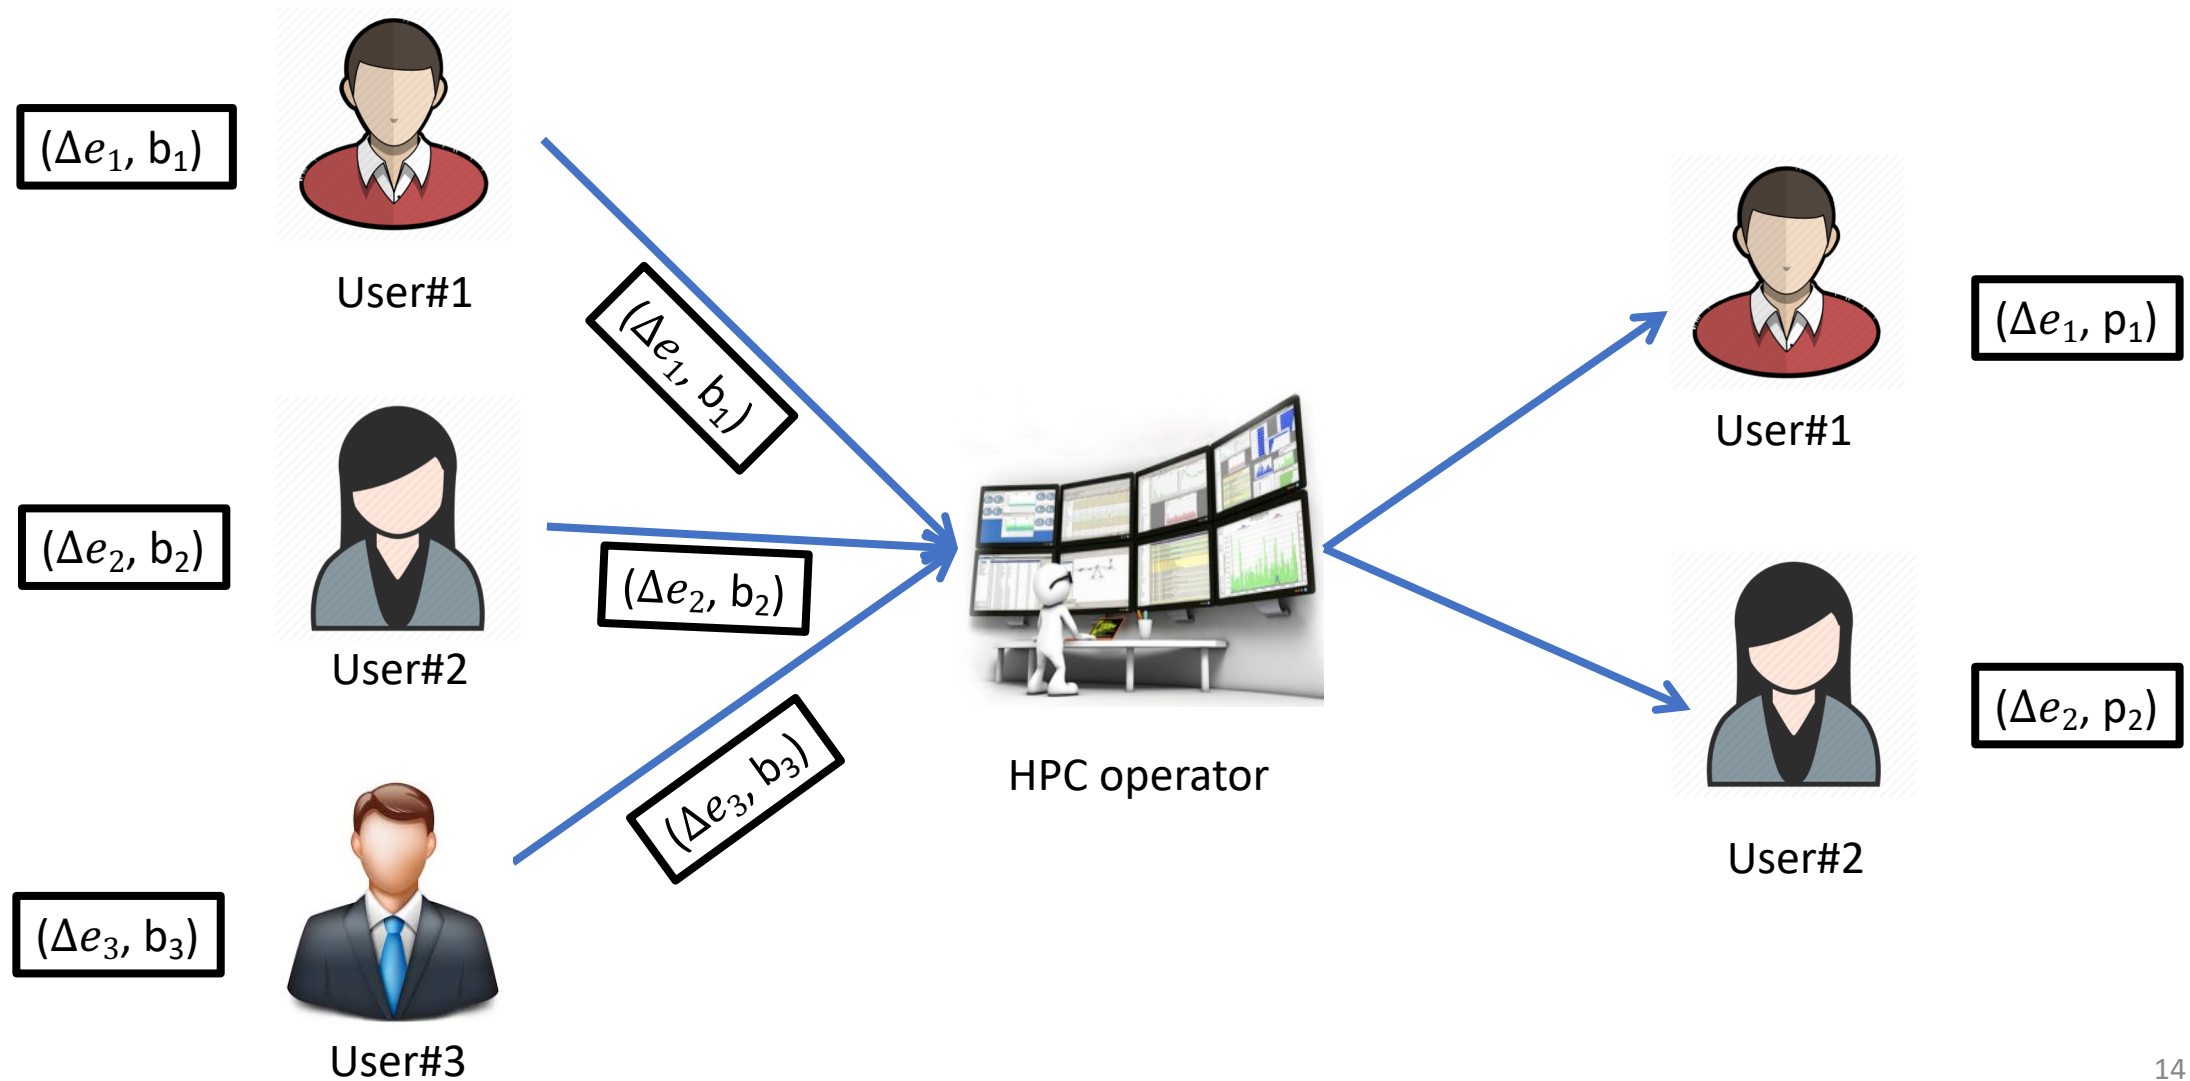 (Δe₁, b₁)
User#1
(Δe₁, b₁)
(Δe₂, b₂)
User#2
(Δe₂, b₂)
(Δe₃, b₃)
User#3
(Δe₃, b₃)
HPC operator
User#1
(Δe₁, p₁)
User#2
(Δe₂, p₂)
14